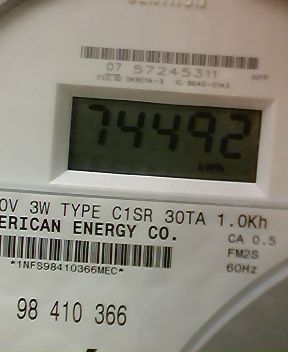 07 57245311
74492
kWh
0V 3W TYPE C1SR 30TA 1.0Kh
ERICAN ENERGY CO.
CA 0.5
FM2S
60Hz
*1NFS98410366MEC*
98 410 366